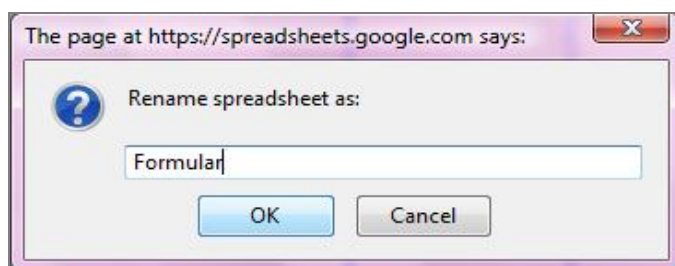 The page at https://spreadsheets.google.com says:
Rename spreadsheet as:
Formular
OK Cancel